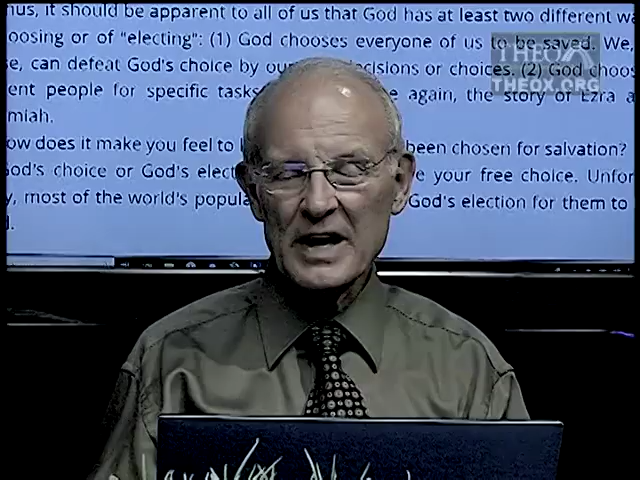 nus, it should be apparent to all of us that God has at least two different wa
oosing or of "electing": (1) God chooses everyone of us to be saved. We,
se, can defeat God's choice by our decisions or choices. (2) God choos
ent people for specific tasks e again, the story of Ezra a
miah.
ow does it make you feel to been chosen for salvation?
God's choice or God's elect e your free choice. Unfor
y, most of the world's popula God's election for them to
THEOX
THEOX.ORG